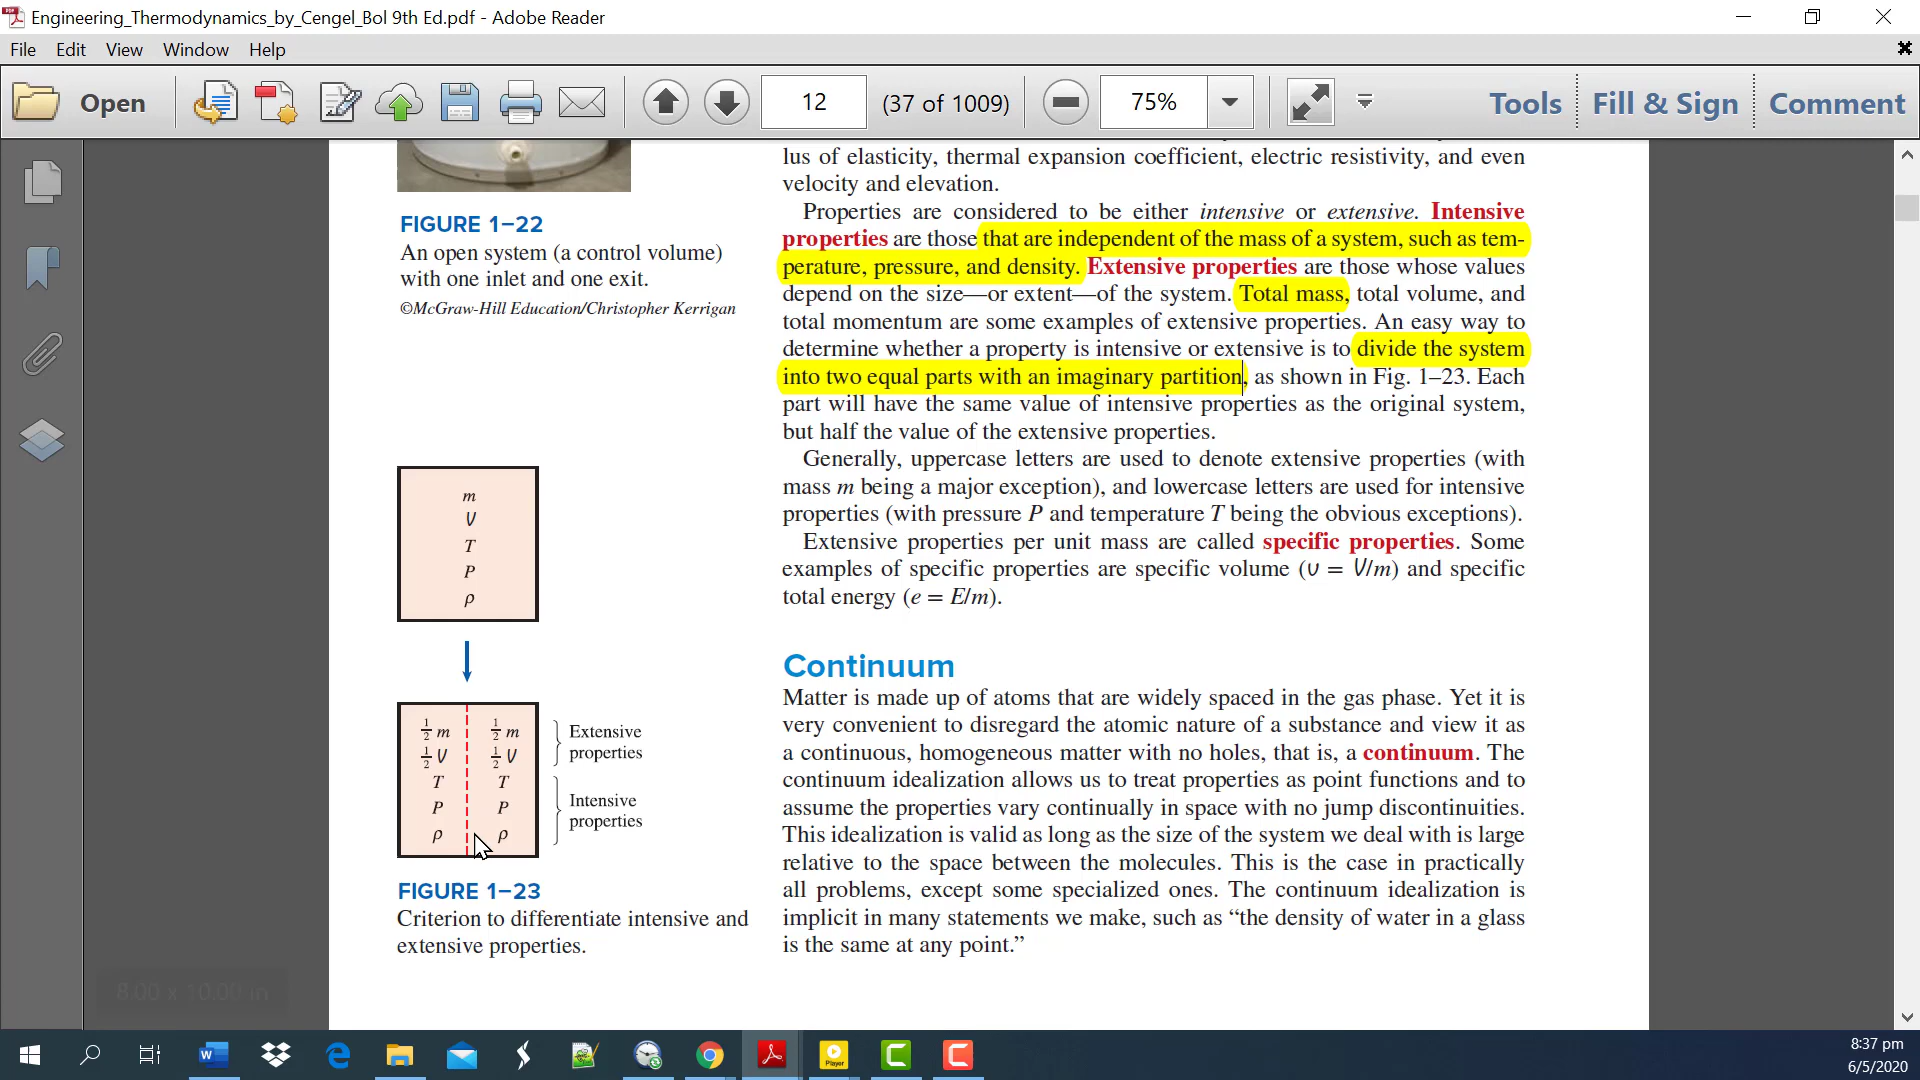 Engineering_Thermodynamics_by_Cengel_Bol 9th Ed.pdf - Adobe Reader
File Edit View Window Help
Open 12 (37 of 1009) 75% Tools Fill & Sign Comment
FIGURE 1–22
An open system (a control volume)
with one inlet and one exit.
©McGraw-Hill Education/Christopher Kerrigan
m
V
T
P
ρ
½ m ½ m
½ V ½ V
T T
P P
ρ ρ
Extensive
properties
Intensive
properties
FIGURE 1–23
Criterion to differentiate intensive and
extensive properties.
lus of elasticity, thermal expansion coefficient, electric resistivity, and even
velocity and elevation.
Properties are considered to be either intensive or extensive. Intensive
properties are those that are independent of the mass of a system, such as tem-
perature, pressure, and density. Extensive properties are those whose values
depend on the size—or extent—of the system. Total mass, total volume, and
total momentum are some examples of extensive properties. An easy way to
determine whether a property is intensive or extensive is to divide the system
into two equal parts with an imaginary partition, as shown in Fig. 1–23. Each
part will have the same value of intensive properties as the original system,
but half the value of the extensive properties.
Generally, uppercase letters are used to denote extensive properties (with
mass m being a major exception), and lowercase letters are used for intensive
properties (with pressure P and temperature T being the obvious exceptions).
Extensive properties per unit mass are called specific properties. Some
examples of specific properties are specific volume (υ = V/m) and specific
total energy (e = E/m).
Continuum
Matter is made up of atoms that are widely spaced in the gas phase. Yet it is
very convenient to disregard the atomic nature of a substance and view it as
a continuous, homogeneous matter with no holes, that is, a continuum. The
continuum idealization allows us to treat properties as point functions and to
assume the properties vary continually in space with no jump discontinuities.
This idealization is valid as long as the size of the system we deal with is large
relative to the space between the molecules. This is the case in practically
all problems, except some specialized ones. The continuum idealization is
implicit in many statements we make, such as “the density of water in a glass
is the same at any point.”
8.00 x 10.00 in
Player
8:37 pm
6/5/2020